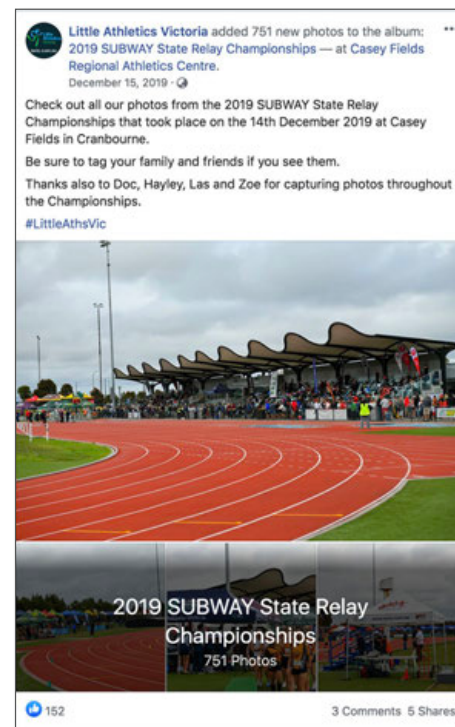 Little Athletics Victoria added 751 new photos to the album:
2019 SUBWAY State Relay Championships — at Casey Fields
Regional Athletics Centre.
December 15, 2019 ·
Check out all our photos from the 2019 SUBWAY State Relay
Championships that took place on the 14th December 2019 at Casey
Fields in Cranbourne.
Be sure to tag your family and friends if you see them.
Thanks also to Doc, Hayley, Las and Zoe for capturing photos throughout
the Championships.
#LittleAthsVic
2019 SUBWAY State Relay
Championships
751 Photos
152
3 Comments 5 Shares